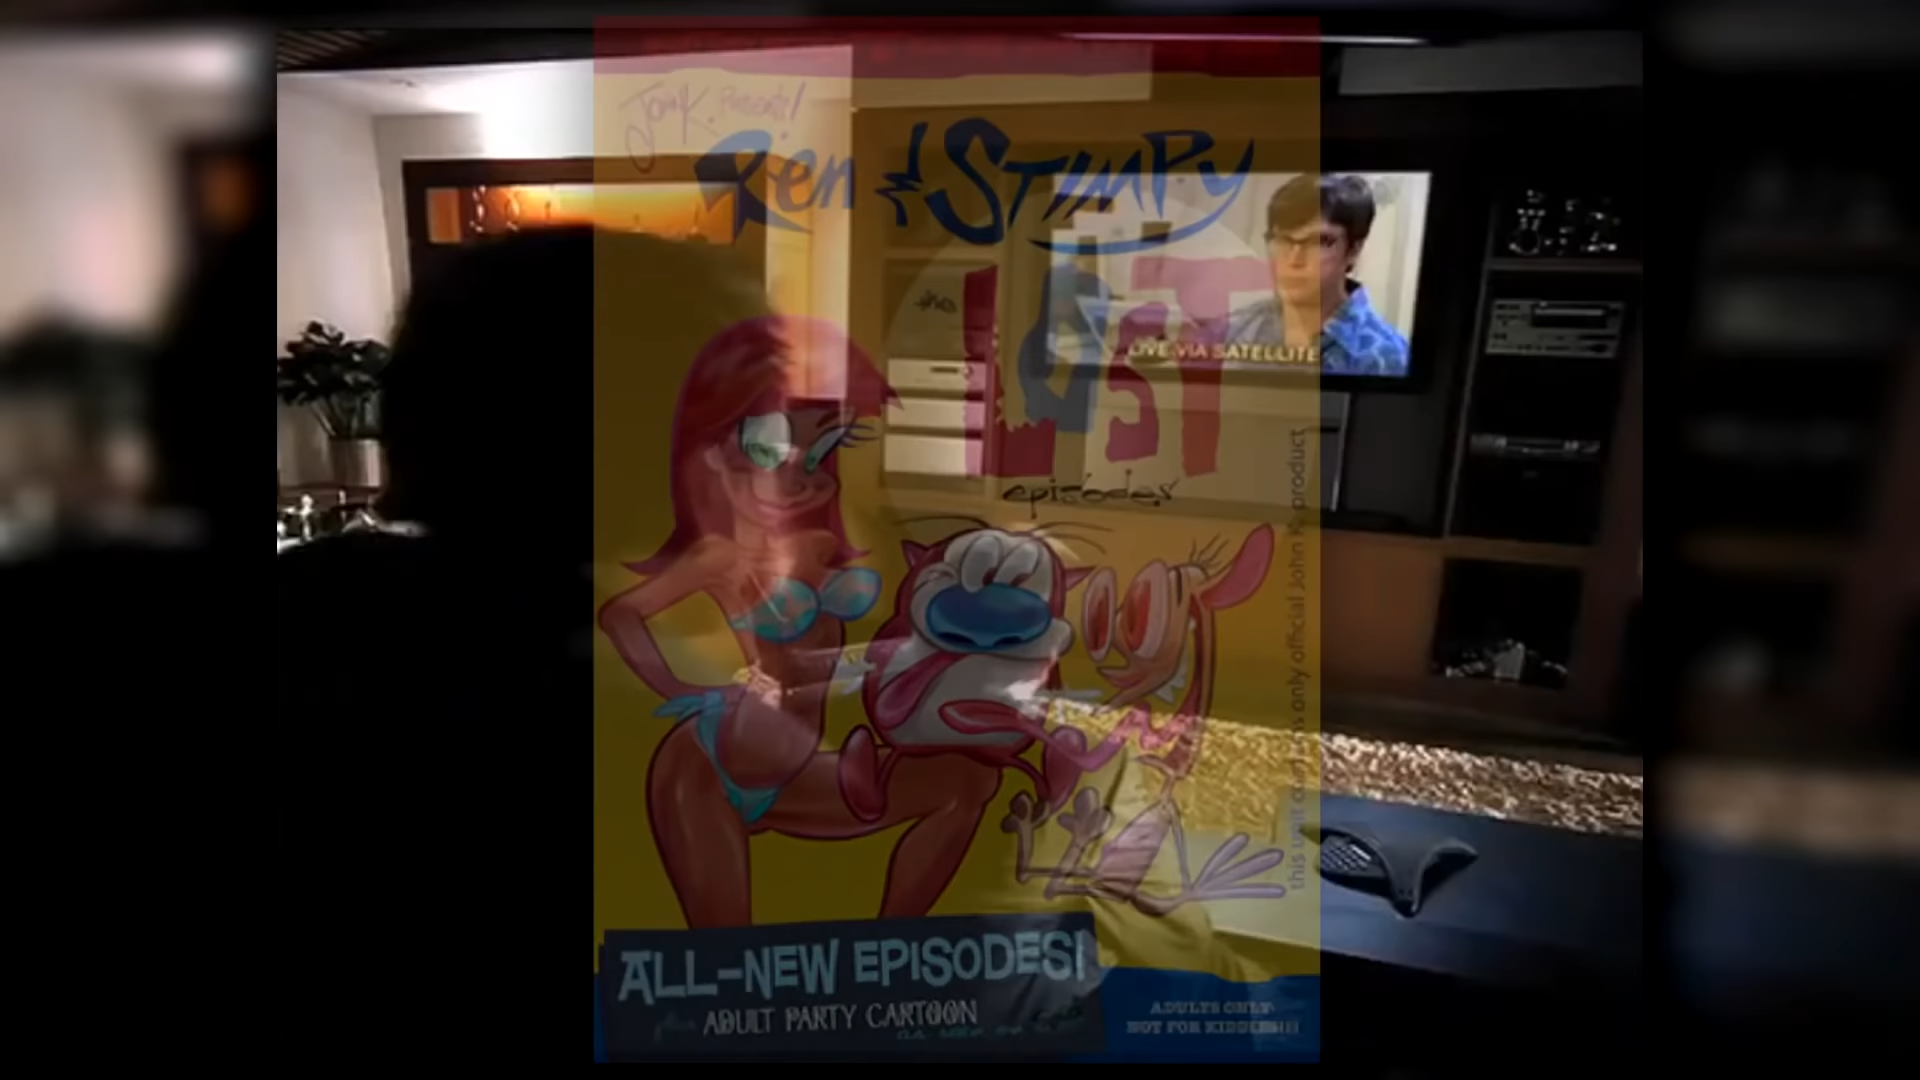 John K. Presents!
Ren & STIMPY
the
LOST
episodes
LIVE VIA SATELLITE
this unit contains only official John K. product
ALL-NEW EPISODES!
plus ADULT PARTY CARTOON
ADULTS ONLY
NOT FOR KIDDIES!!!